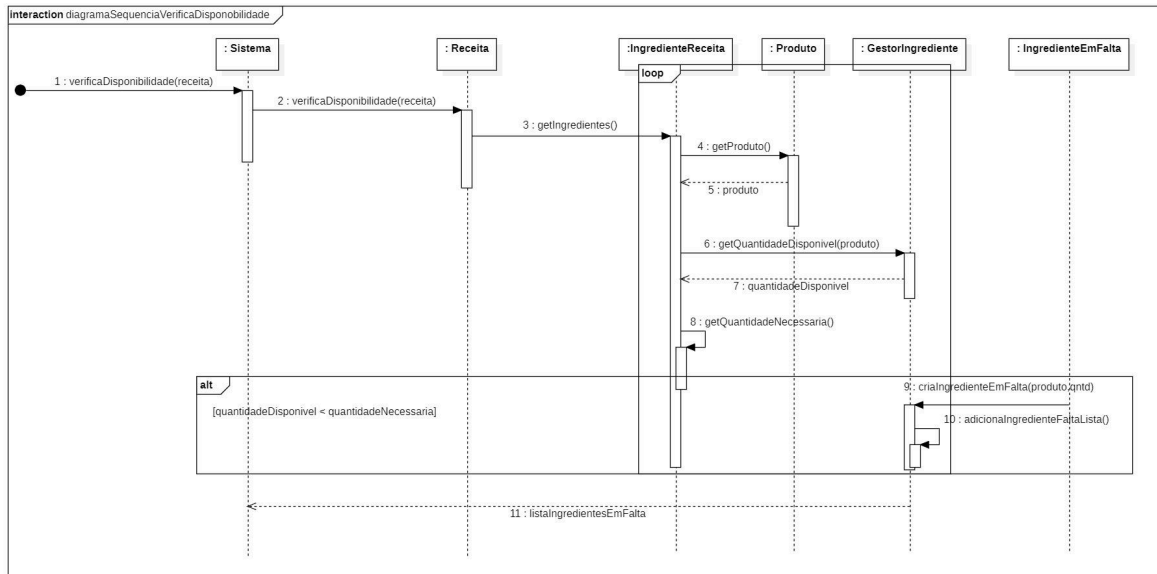 interaction diagramaSequenciaVerificaDisponobilidade
: Sistema
: Receita
:IngredienteReceita
: Produto
: GestorIngrediente
: IngredienteEmFalta
loop
1 : verificaDisponibilidade(receita)
2 : verificaDisponibilidade(receita)
3 : getIngredientes()
4 : getProduto()
5 : produto
6 : getQuantidadeDisponivel(produto)
7 : quantidadeDisponivel
8 : getQuantidadeNecessaria()
alt
[quantidadeDisponivel < quantidadeNecessaria]
9 : criaIngredienteEmFalta(produto,qntd)
10 : adicionaIngredienteFaltaLista()
11 : listaIngredientesEmFalta